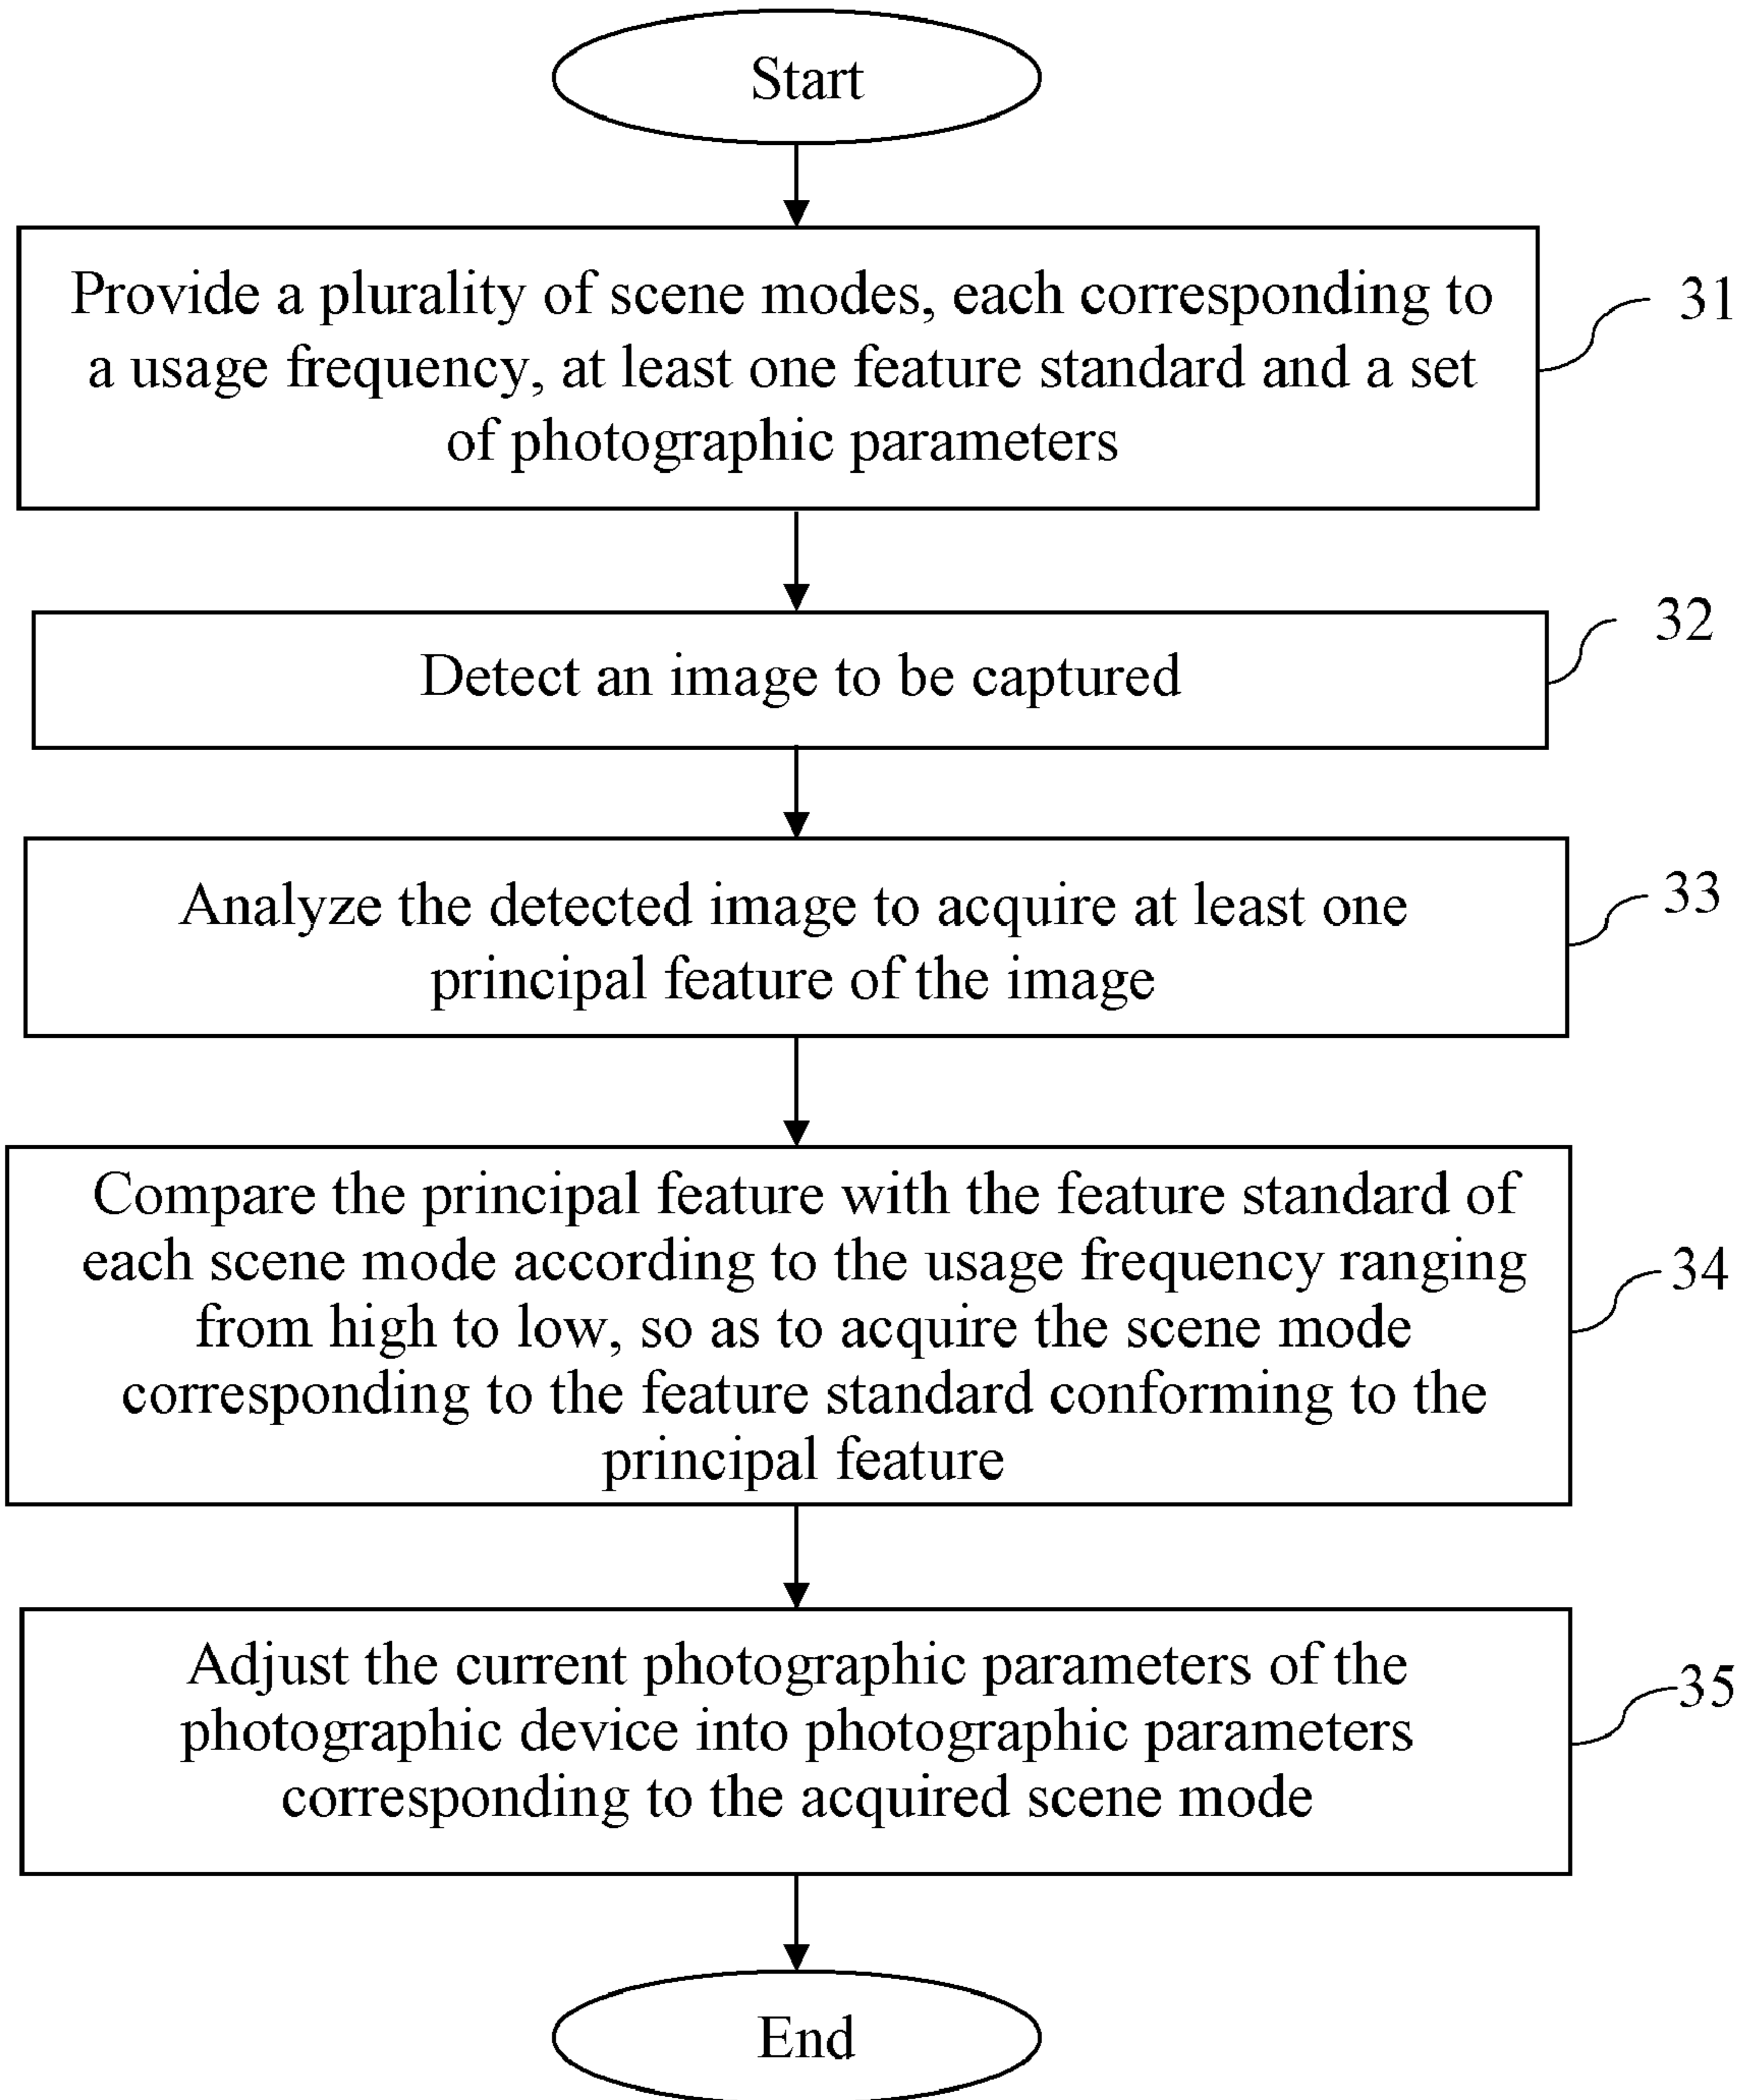 Start
Provide a plurality of scene modes, each corresponding to
a usage frequency, at least one feature standard and a set
of photographic parameters
31
Detect an image to be captured
32
Analyze the detected image to acquire at least one
principal feature of the image
33
Compare the principal feature with the feature standard of
each scene mode according to the usage frequency ranging
from high to low, so as to acquire the scene mode
corresponding to the feature standard conforming to the
principal feature
34
Adjust the current photographic parameters of the
photographic device into photographic parameters
corresponding to the acquired scene mode
35
End